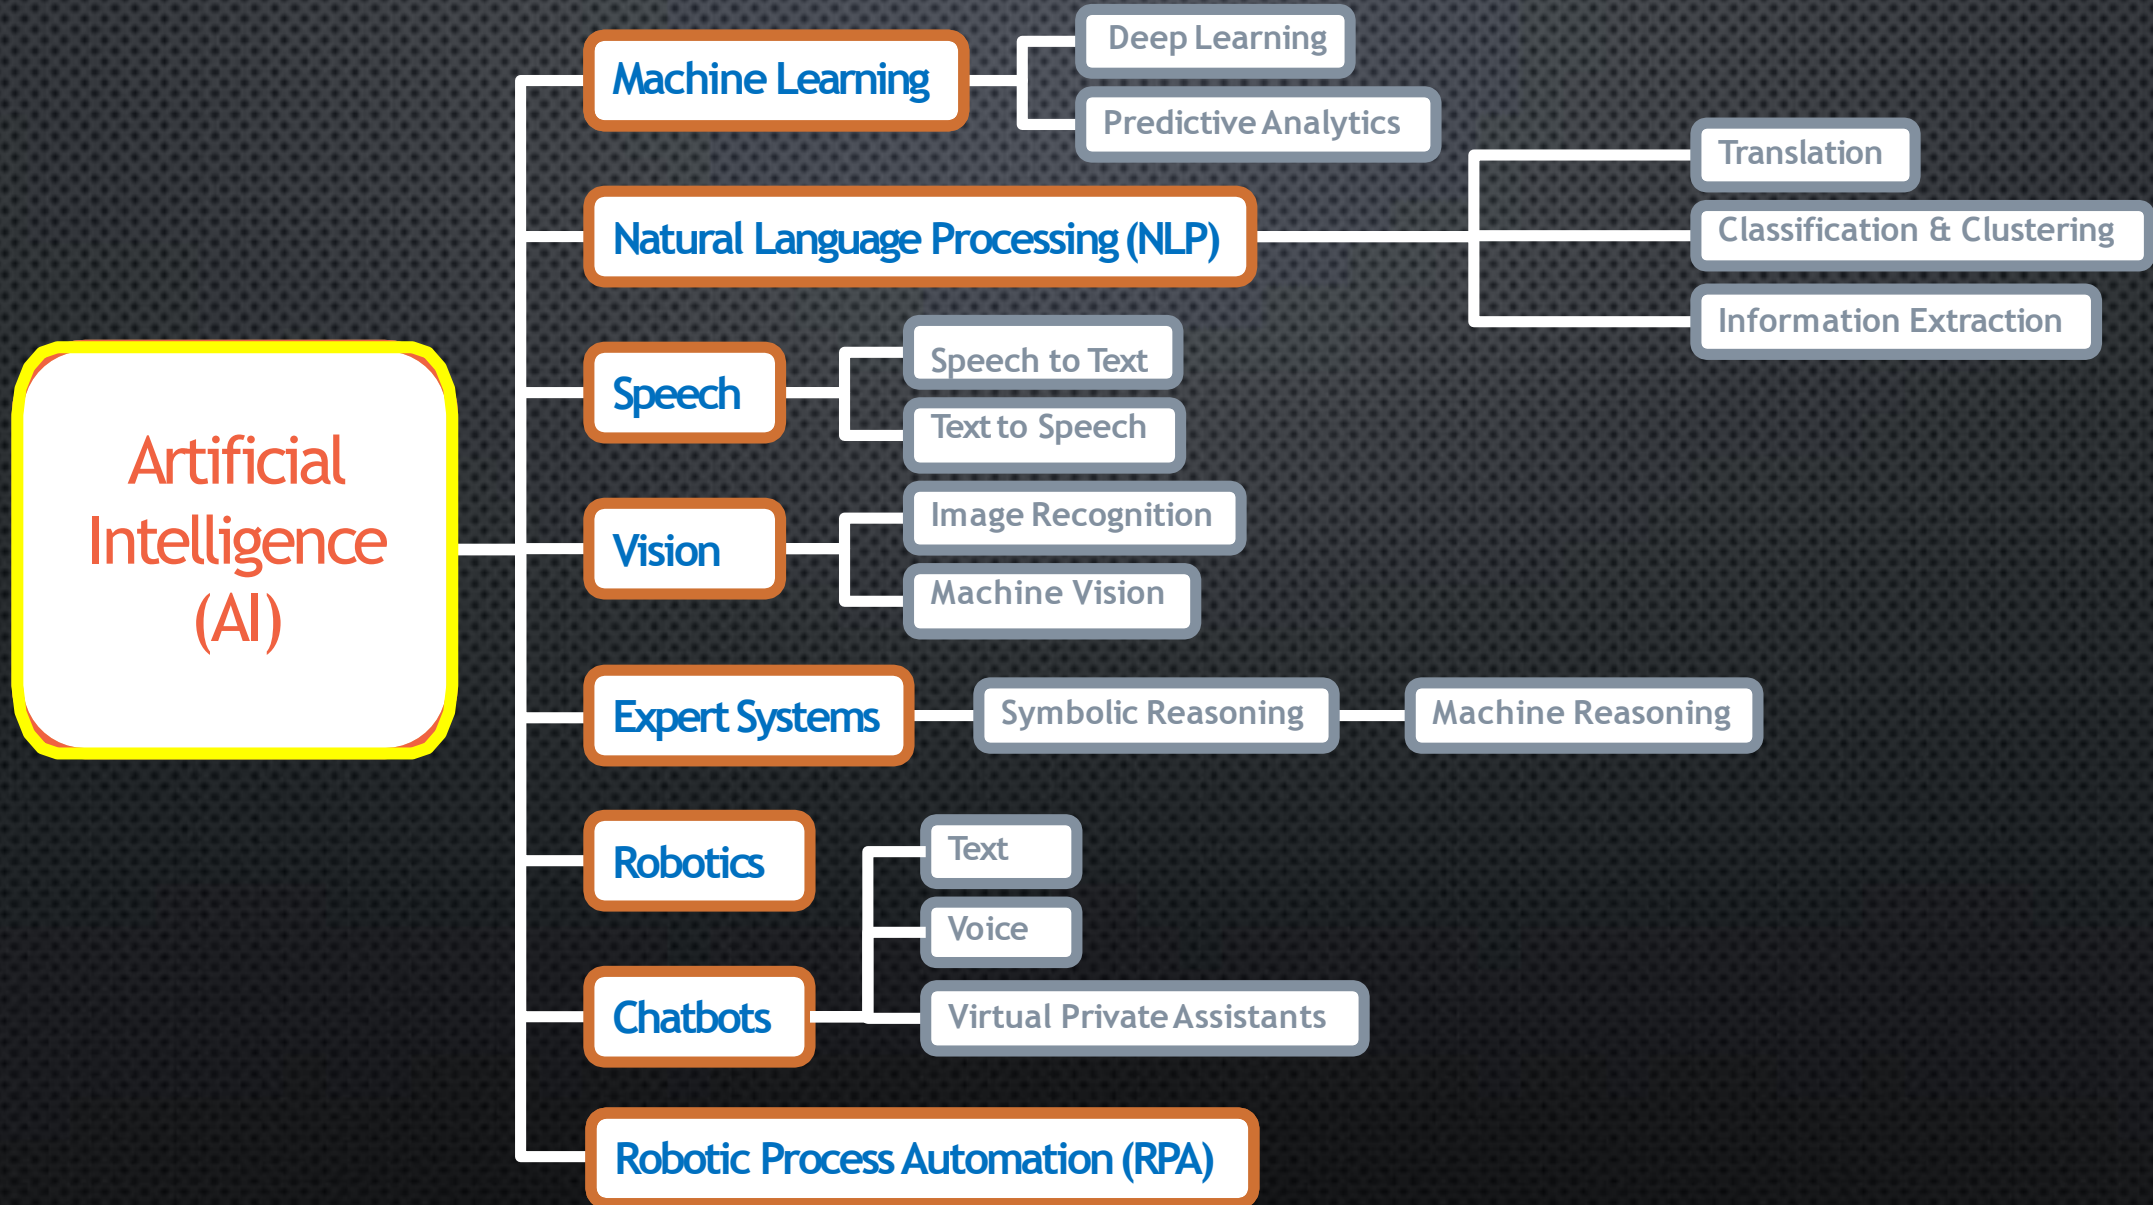 Artificial
Intelligence
(AI)
Machine Learning
Deep Learning
Predictive Analytics
Natural Language Processing (NLP)
Translation
Classification & Clustering
Information Extraction
Speech
Speech to Text
Text to Speech
Vision
Image Recognition
Machine Vision
Expert Systems
Symbolic Reasoning
Machine Reasoning
Robotics
Chatbots
Text
Voice
Virtual Private Assistants
Robotic Process Automation (RPA)